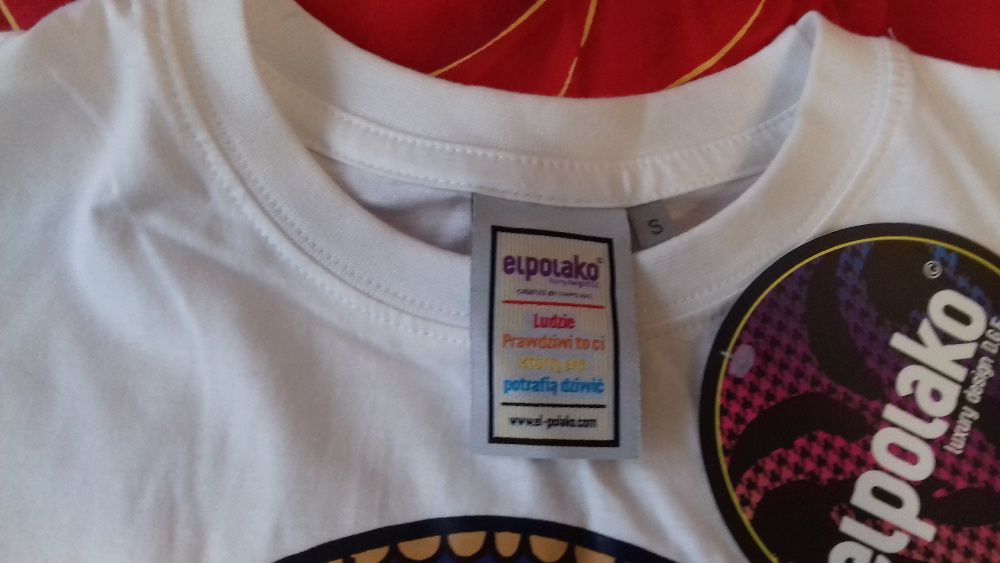 elpolako©
Ludzie
Prawdziwi to ci
którzy się
potrafią dziwić
www.el-polako.com
S
©
elpolako
luxury design